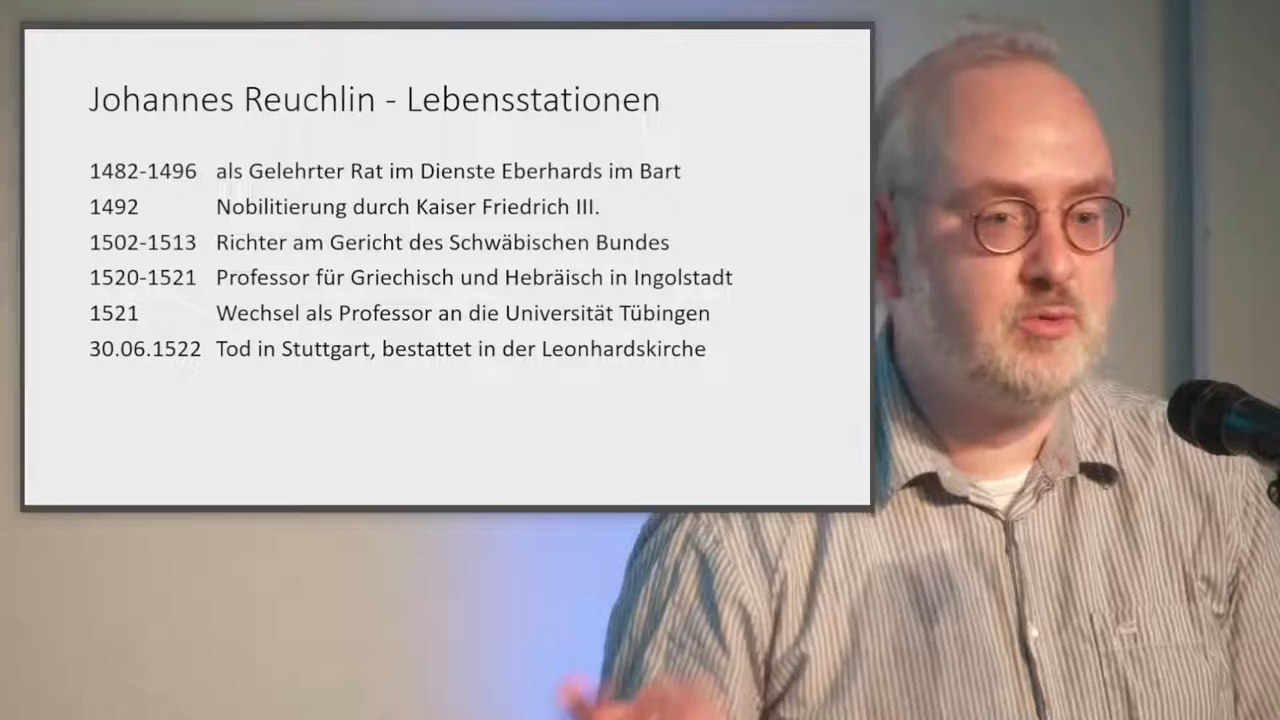 Johannes Reuchlin - Lebensstationen
1482-1496 als Gelehrter Rat im Dienste Eberhards im Bart
1492 Nobilitierung durch Kaiser Friedrich III.
1502-1513 Richter am Gericht des Schwäbischen Bundes
1520-1521 Professor für Griechisch und Hebräisch in Ingolstadt
1521 Wechsel als Professor an die Universität Tübingen
30.06.1522 Tod in Stuttgart, bestattet in der Leonhardskirche